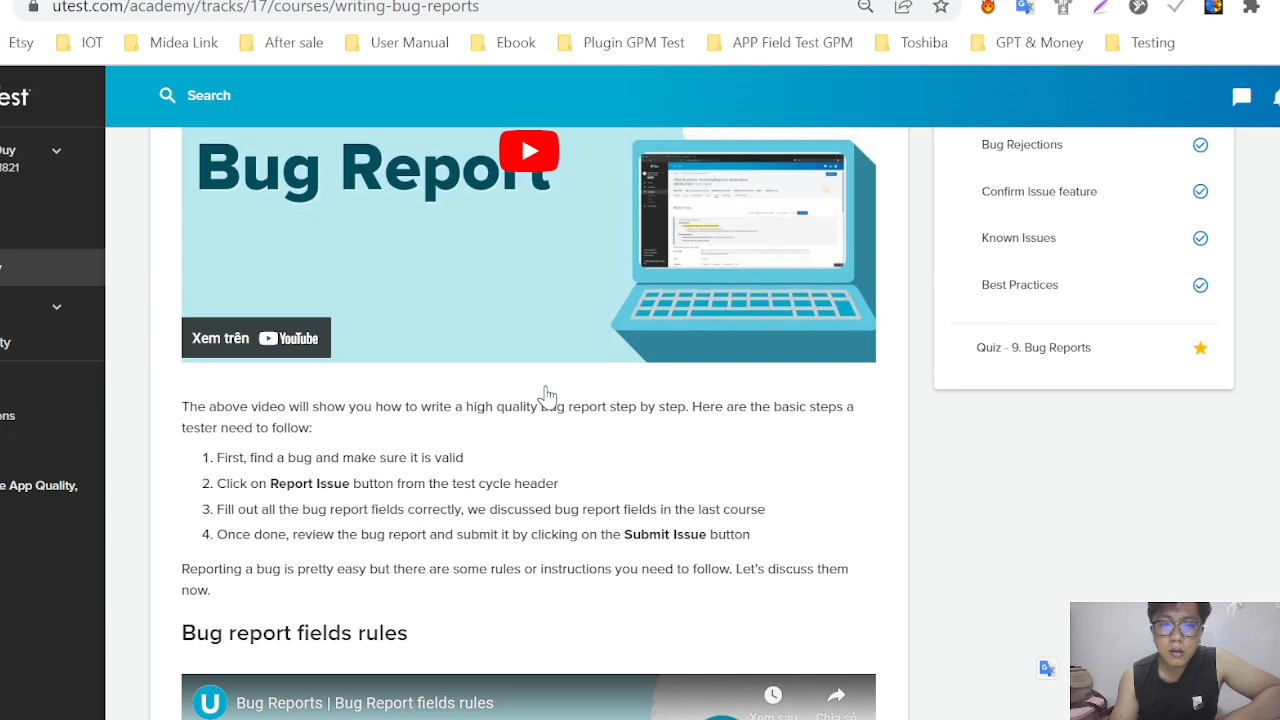 utest.com/academy/tracks/17/courses/writing-bug-reports
Etsy IOT Midea Link After sale User Manual Ebook Plugin GPM Test APP Field Test GPM Toshiba GPT & Money Testing
est
Search
uy
821
ty
ons
e App Quality,
Bug Report
Xem trên YouTube
The above video will show you how to write a high quality bug report step by step. Here are the basic steps a
tester need to follow:
1. First, find a bug and make sure it is valid
2. Click on Report Issue button from the test cycle header
3. Fill out all the bug report fields correctly, we discussed bug report fields in the last course
4. Once done, review the bug report and submit it by clicking on the Submit Issue button
Reporting a bug is pretty easy but there are some rules or instructions you need to follow. Let's discuss them
now.
Bug report fields rules
U Bug Reports | Bug Report fields rules
Xem sau Chia sẻ
Bug Rejections
Confirm Issue feature
Known Issues
Best Practices
Quiz - 9. Bug Reports